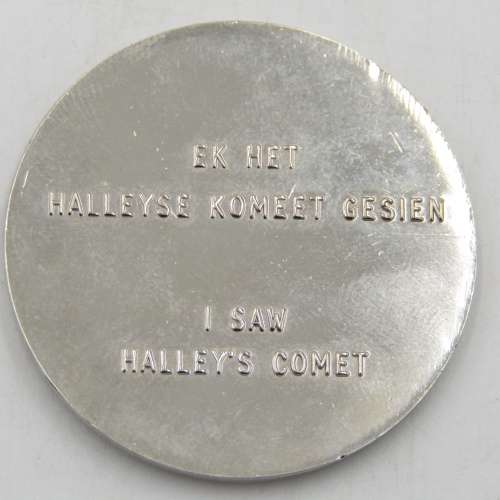 EK HET
HALLEYSE KOMEET GESIEN
I SAW
HALLEY'S COMET